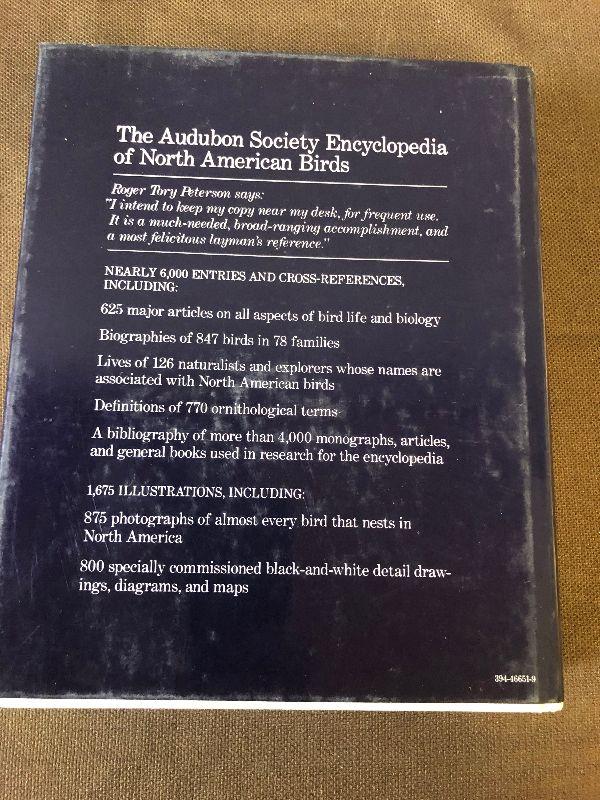 The Audubon Society Encyclopedia
of North American Birds
Roger Tory Peterson says:
"I intend to keep my copy near my desk, for frequent use.
It is a much-needed, broad-ranging accomplishment, and
a most felicitous layman's reference."
NEARLY 6,000 ENTRIES AND CROSS-REFERENCES,
INCLUDING:
625 major articles on all aspects of bird life and biology
Biographies of 847 birds in 78 families
Lives of 126 naturalists and explorers whose names are
associated with North American birds
Definitions of 770 ornithological terms
A bibliography of more than 4,000 monographs, articles,
and general books used in research for the encyclopedia
1,675 ILLUSTRATIONS, INCLUDING:
875 photographs of almost every bird that nests in
North America
800 specially commissioned black-and-white detail draw-
ings, diagrams, and maps
394-46651-9